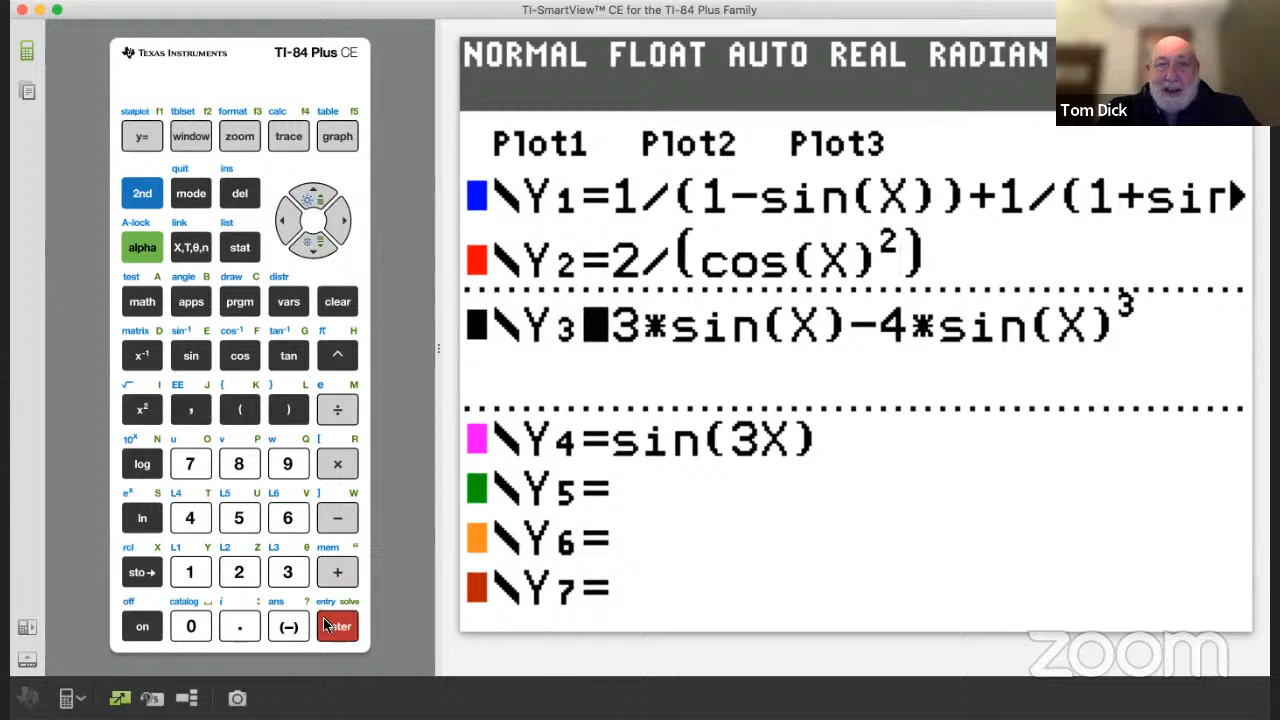 TI-SmartView™ CE for the TI-84 Plus Family
TEXAS INSTRUMENTS TI-84 Plus CE
statplot f1 tblset f2 format f3 calc f4 table f5
y= window zoom trace graph
quit ins
2nd mode del
A-lock link list
alpha X,T,θ,n stat
test A angle B draw C distr
math apps prgm vars clear
matrix D sin⁻¹ E cos⁻¹ F tan⁻¹ G π H
x⁻¹ sin cos tan ^
√ I EE J { K } L e M
x² , ( ) ÷
10ˣ N u O v P w Q [ R
log 7 8 9 ×
eˣ S L4 T L5 U L6 V ] W
ln 4 5 6 −
rcl X L1 Y L2 Z L3 θ mem “
sto→ 1 2 3 +
off catalog ⎵ i : ans ? entry solve
on 0 . (−) enter
NORMAL FLOAT AUTO REAL RADIAN
Tom Dick
Plot1 Plot2 Plot3
\Y₁=1/(1−sin(X))+1/(1+sin
\Y₂=2/(cos(X)²)
\Y₃=3*sin(X)−4*sin(X)³
\Y₄=sin(3X)
\Y₅=
\Y₆=
\Y₇=
zoom